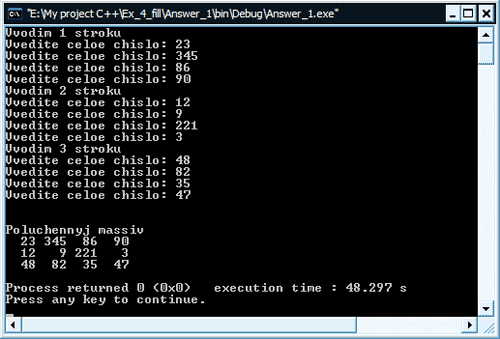 "E:\My project C++\Ex_4_fill\Answer_1\bin\Debug\Answer_1.exe"
Vvodim 1 stroku
Vvedite celoe chislo: 23
Vvedite celoe chislo: 345
Vvedite celoe chislo: 86
Vvedite celoe chislo: 90
Vvodim 2 stroku
Vvedite celoe chislo: 12
Vvedite celoe chislo: 9
Vvedite celoe chislo: 221
Vvedite celoe chislo: 3
Vvodim 3 stroku
Vvedite celoe chislo: 48
Vvedite celoe chislo: 82
Vvedite celoe chislo: 35
Vvedite celoe chislo: 47
Poluchennyj massiv
23 345 86 90
12 9 221 3
48 82 35 47
Process returned 0 (0x0) execution time : 48.297 s
Press any key to continue.